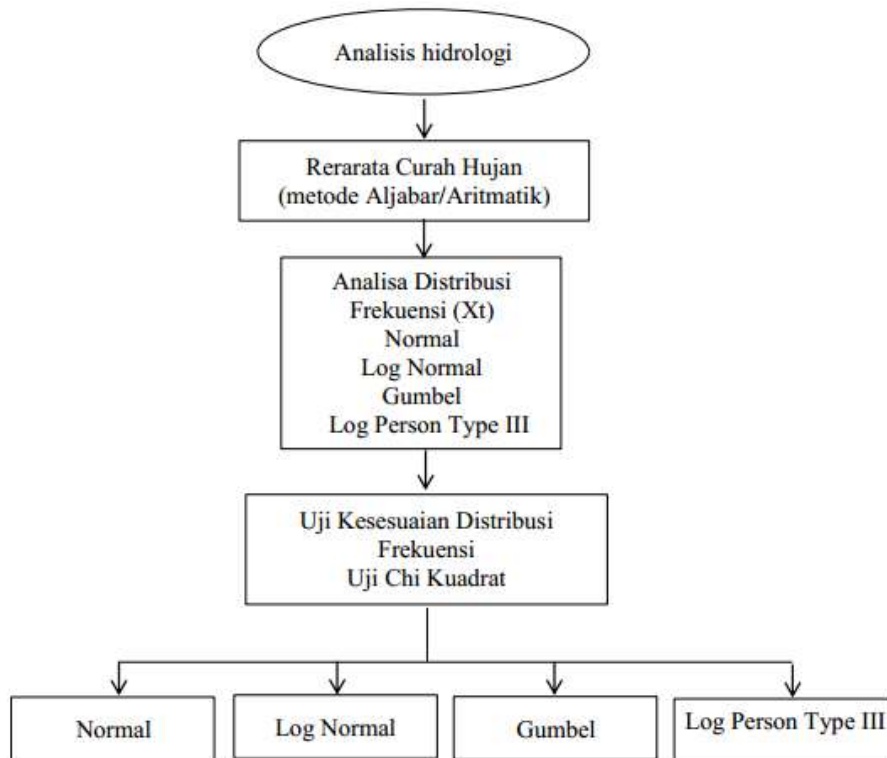 Analisis hidrologi
Rerarata Curah Hujan
(metode Aljabar/Aritmatik)
Analisa Distribusi
Frekuensi (Xt)
Normal
Log Normal
Gumbel
Log Person Type III
Uji Kesesuaian Distribusi
Frekuensi
Uji Chi Kuadrat
Normal
Log Normal
Gumbel
Log Person Type III